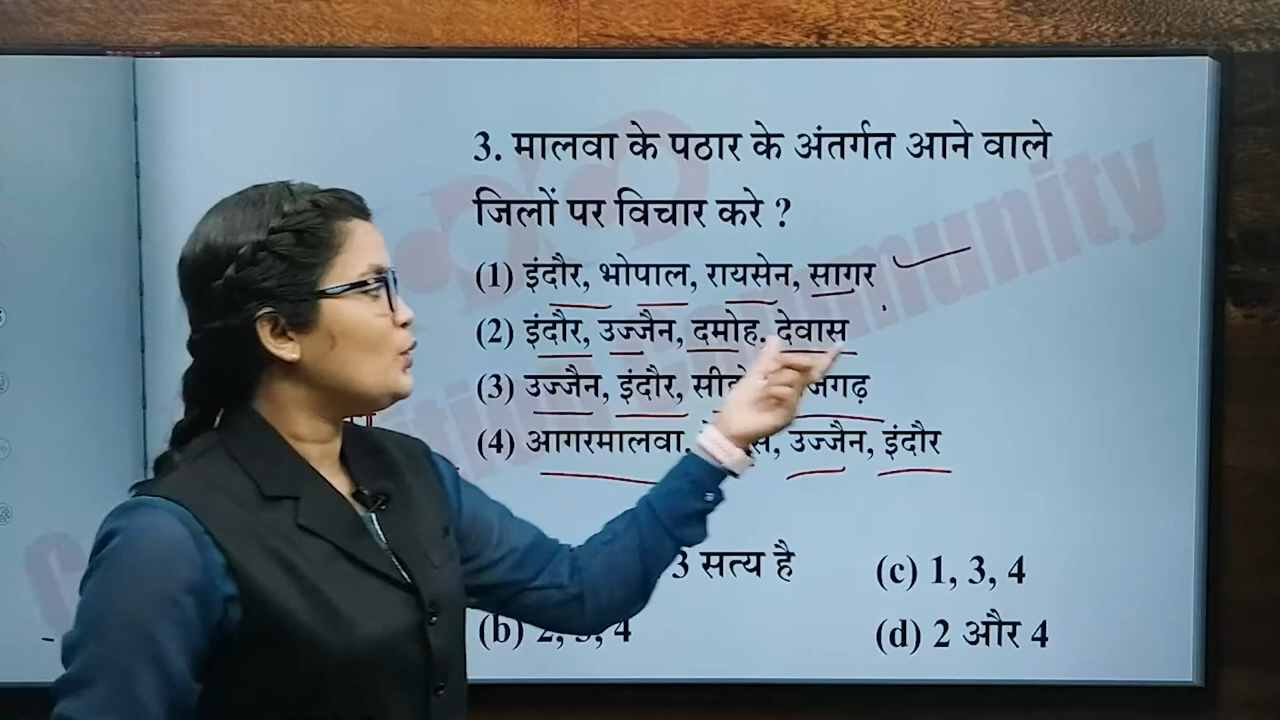 3. मालवा के पठार के अंतर्गत आने वाले
जिलों पर विचार करे ?
(1) इंदौर, भोपाल, रायसेन, सागर
(2) इंदौर, उज्जैन, दमोह, देवास
(3) उज्जैन, इंदौर,
(4) आगरमालवा, उज्जैन, इंदौर
3 सत्य है
(c) 1, 3, 4
(b) 2, 3, 4
(d) 2 और 4